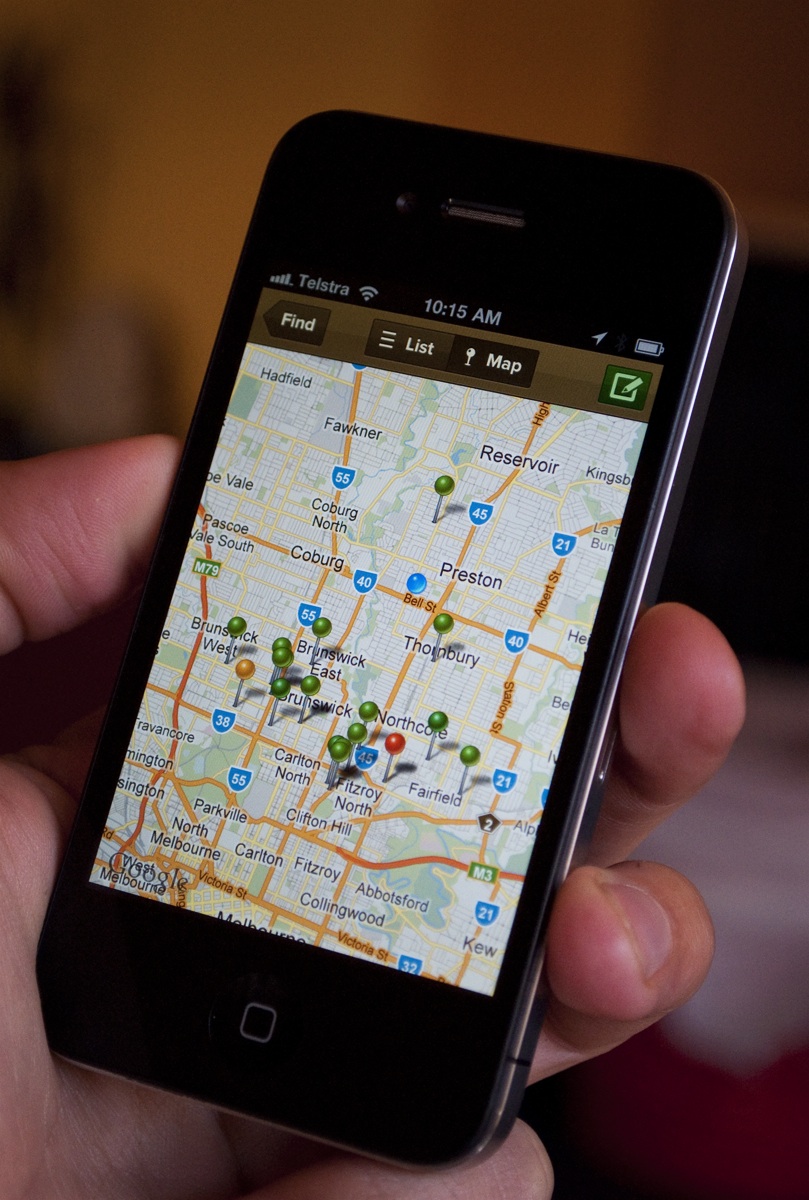 Telstra
10:15 AM
Find
List
Map
Hadfield
High
Fawkner
Reservoir
Kingsb
55
oe Vale
Coburg
North
45
Pascoe
Vale South
La T
Bun
21
Coburg
M79
40
Preston
Albert St
Bell St
55
Brunswick
West
Thornbury
40
He
Brunswick
East
Station St
Be
Brunswick
Northcote
38
Travancore
Carlton
North
45
mington
sington
55
Fitzroy
North
Fairfield
21
Parkville
2
Alp
Clifton Hill
North
Melbourne
Rd
Carlton
Fitzroy
M3
West
Melbourne
Google
Victoria St
Abbotsford
Collingwood
21
Melbourne
Victoria St
Kew
32